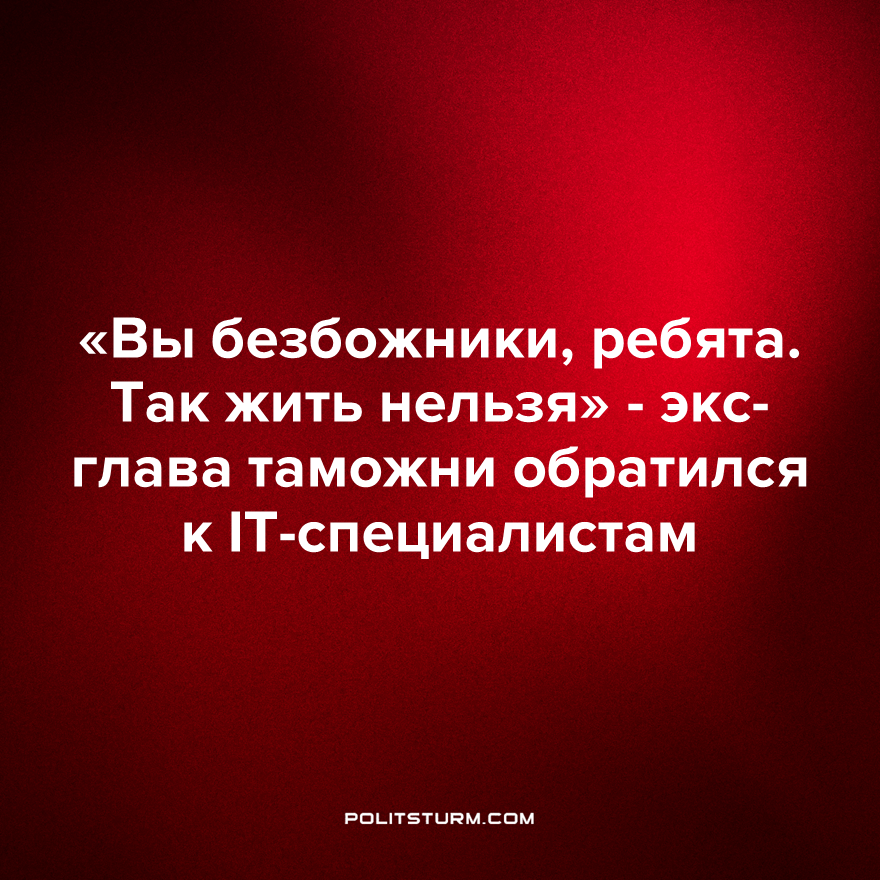 «Вы безбожники, ребята.
Так жить нельзя» - экс-
глава таможни обратился
к IT-специалистам
POLITSTURM.COM